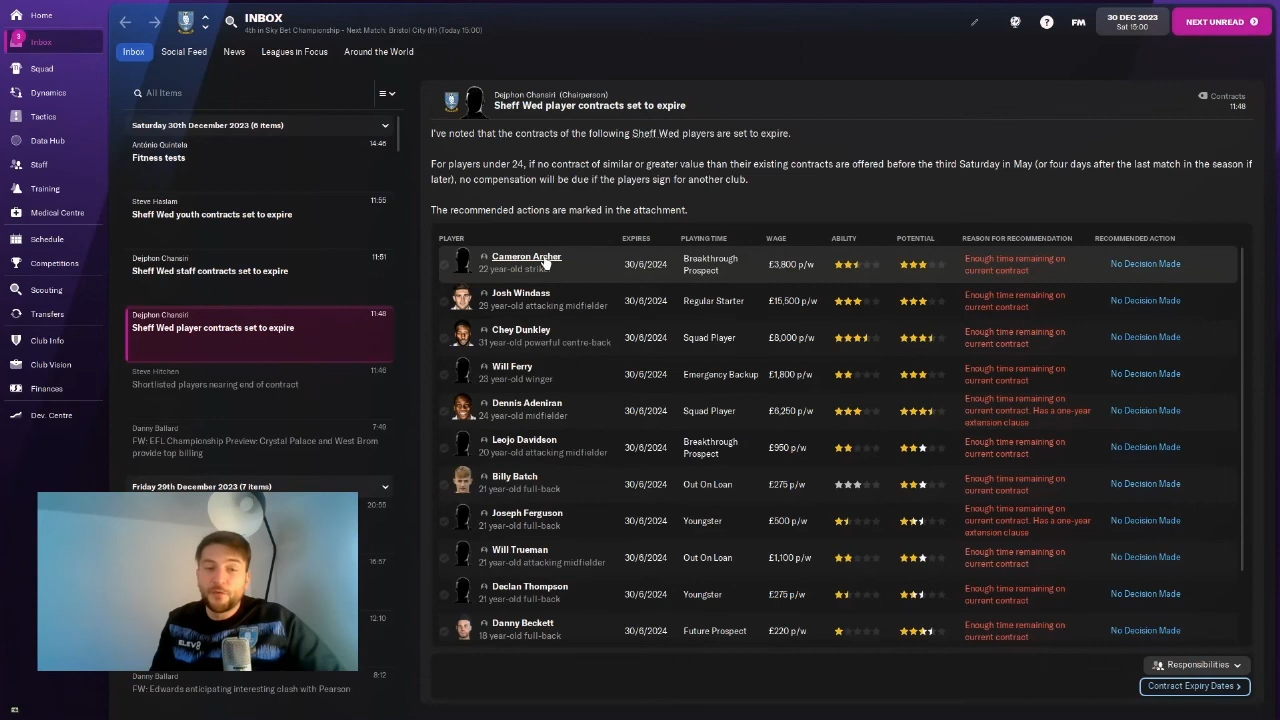 Home
INBOX
4th in Sky Bet Championship - Next Match: Bristol City (H) (Today 15:00)
FM
30 DEC 2023
Sat 15:00
NEXT UNREAD
3
Inbox
Squad
Dynamics
Tactics
Data Hub
Staff
Training
Medical Centre
Schedule
Competitions
Scouting
Transfers
Club Info
Club Vision
Finances
Dev. Centre
Inbox
Social Feed
News
Leagues in Focus
Around the World
All Items
Saturday 30th December 2023 (6 items)
António Quintela
14:46
Fitness tests
Steve Haslam
11:55
Sheff Wed youth contracts set to expire
Dejphon Chansiri
11:51
Sheff Wed staff contracts set to expire
Dejphon Chansiri
11:48
Sheff Wed player contracts set to expire
Steve Hitchen
11:46
Shortlisted players nearing end of contract
Danny Ballard
7:49
FW: EFL Championship Preview: Crystal Palace and West Brom
provide top billing
Friday 29th December 2023 (7 items)
20:55
16:57
12:10
Danny Ballard
8:12
FW: Edwards anticipating interesting clash with Pearson
Dejphon Chansiri (Chairperson)
Sheff Wed player contracts set to expire
Contracts
11:48
I've noted that the contracts of the following Sheff Wed players are set to expire.
For players under 24, if no contract of similar or greater value than their existing contracts are offered before the third Saturday in May (or four days after the last match in the season if
later), no compensation will be due if the players sign for another club.
The recommended actions are marked in the attachment.
PLAYER EXPIRES PLAYING TIME WAGE ABILITY POTENTIAL REASON FOR RECOMMENDATION RECOMMENDED ACTION
Cameron Archer
22 year-old
30/6/2024
Breakthrough
Prospect
£3,800 p/w
Enough time remaining on
current contract
No Decision Made
Josh Windass
29 year-old attacking midfielder
30/6/2024
Regular Starter
£15,500 p/w
Enough time remaining on
current contract
No Decision Made
Chey Dunkley
31 year-old powerful centre-back
30/6/2024
Squad Player
£8,000 p/w
Enough time remaining on
current contract
No Decision Made
Will Ferry
23 year-old winger
30/6/2024
Emergency Backup
£1,800 p/w
Enough time remaining on
current contract
No Decision Made
Dennis Adeniran
24 year-old midfielder
30/6/2024
Squad Player
£6,250 p/w
Enough time remaining on
current contract. Has a one-year
extension clause
No Decision Made
Leojo Davidson
20 year-old attacking midfielder
30/6/2024
Breakthrough
Prospect
£950 p/w
Enough time remaining on
current contract
No Decision Made
Billy Batch
21 year-old full-back
30/6/2024
Out On Loan
£275 p/w
Enough time remaining on
current contract
No Decision Made
Joseph Ferguson
21 year-old full-back
30/6/2024
Youngster
£500 p/w
Enough time remaining on
current contract. Has a one-year
extension clause
No Decision Made
Will Trueman
21 year-old attacking midfielder
30/6/2024
Out On Loan
£1,100 p/w
Enough time remaining on
current contract
No Decision Made
Declan Thompson
21 year-old full-back
30/6/2024
Youngster
£275 p/w
Enough time remaining on
current contract
No Decision Made
Danny Beckett
18 year-old full-back
30/6/2024
Future Prospect
£220 p/w
Enough time remaining on
current contract
No Decision Made
Responsibilities
Contract Expiry Dates >
ELEV8